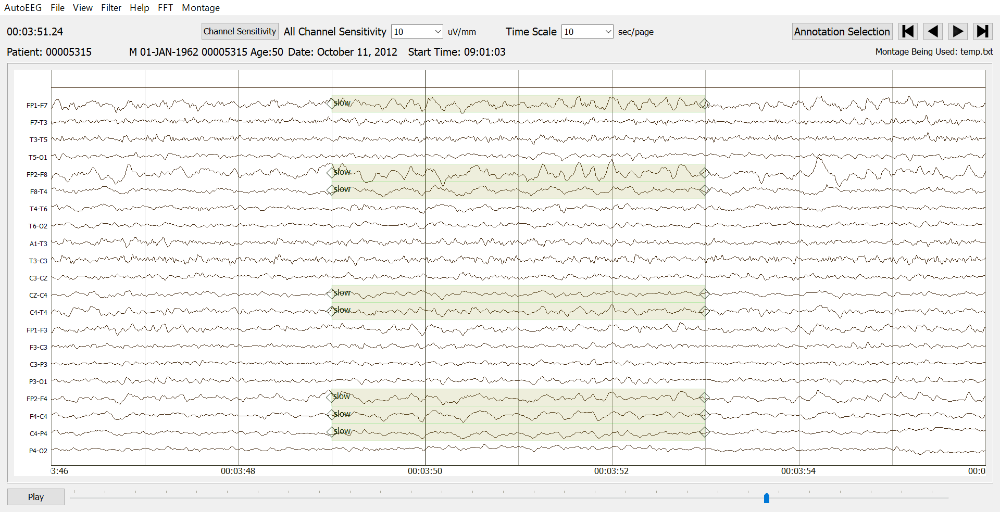 AutoEEG File View Filter Help FFT Montage
00:03:51.24 Channel Sensitivity All Channel Sensitivity 10 uV/mm Time Scale 10 sec/page Annotation Selection
Patient: 00005315 M 01-JAN-1962 00005315 Age:50 Date: October 11, 2012 Start Time: 09:01:03 Montage Being Used: temp.txt
FP1-F7 slow
F7-T3
T3-T5
T5-O1
FP2-F8 slow
F8-T4 slow
T4-T6
T6-O2
A1-T3
T3-C3
C3-CZ
CZ-C4 slow
C4-T4 slow
FP1-F3
F3-C3
C3-P3
P3-O1
FP2-F4 slow
F4-C4 slow
C4-P4 slow
P4-O2
3:46 00:03:48 00:03:50 00:03:52 00:03:54 00:0
Play